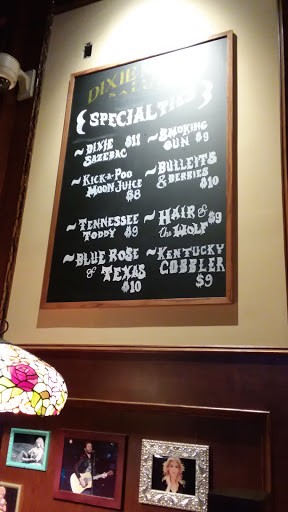 DIXIE
{ SPECIALTIES }
~ DIXIE $11
SAZERAC
~ KICK-A-POO
MOON JUICE
$8
~ TENNESSEE
TODDY $9
~ BLUE ROSE
of TEXAS
$10
~ SMOKING
GUN $9
~ BULLEITS
& BERRIES
$10
~ HAIR of $9
the WOLF
~ KENTUCKY
COBBLER
$9